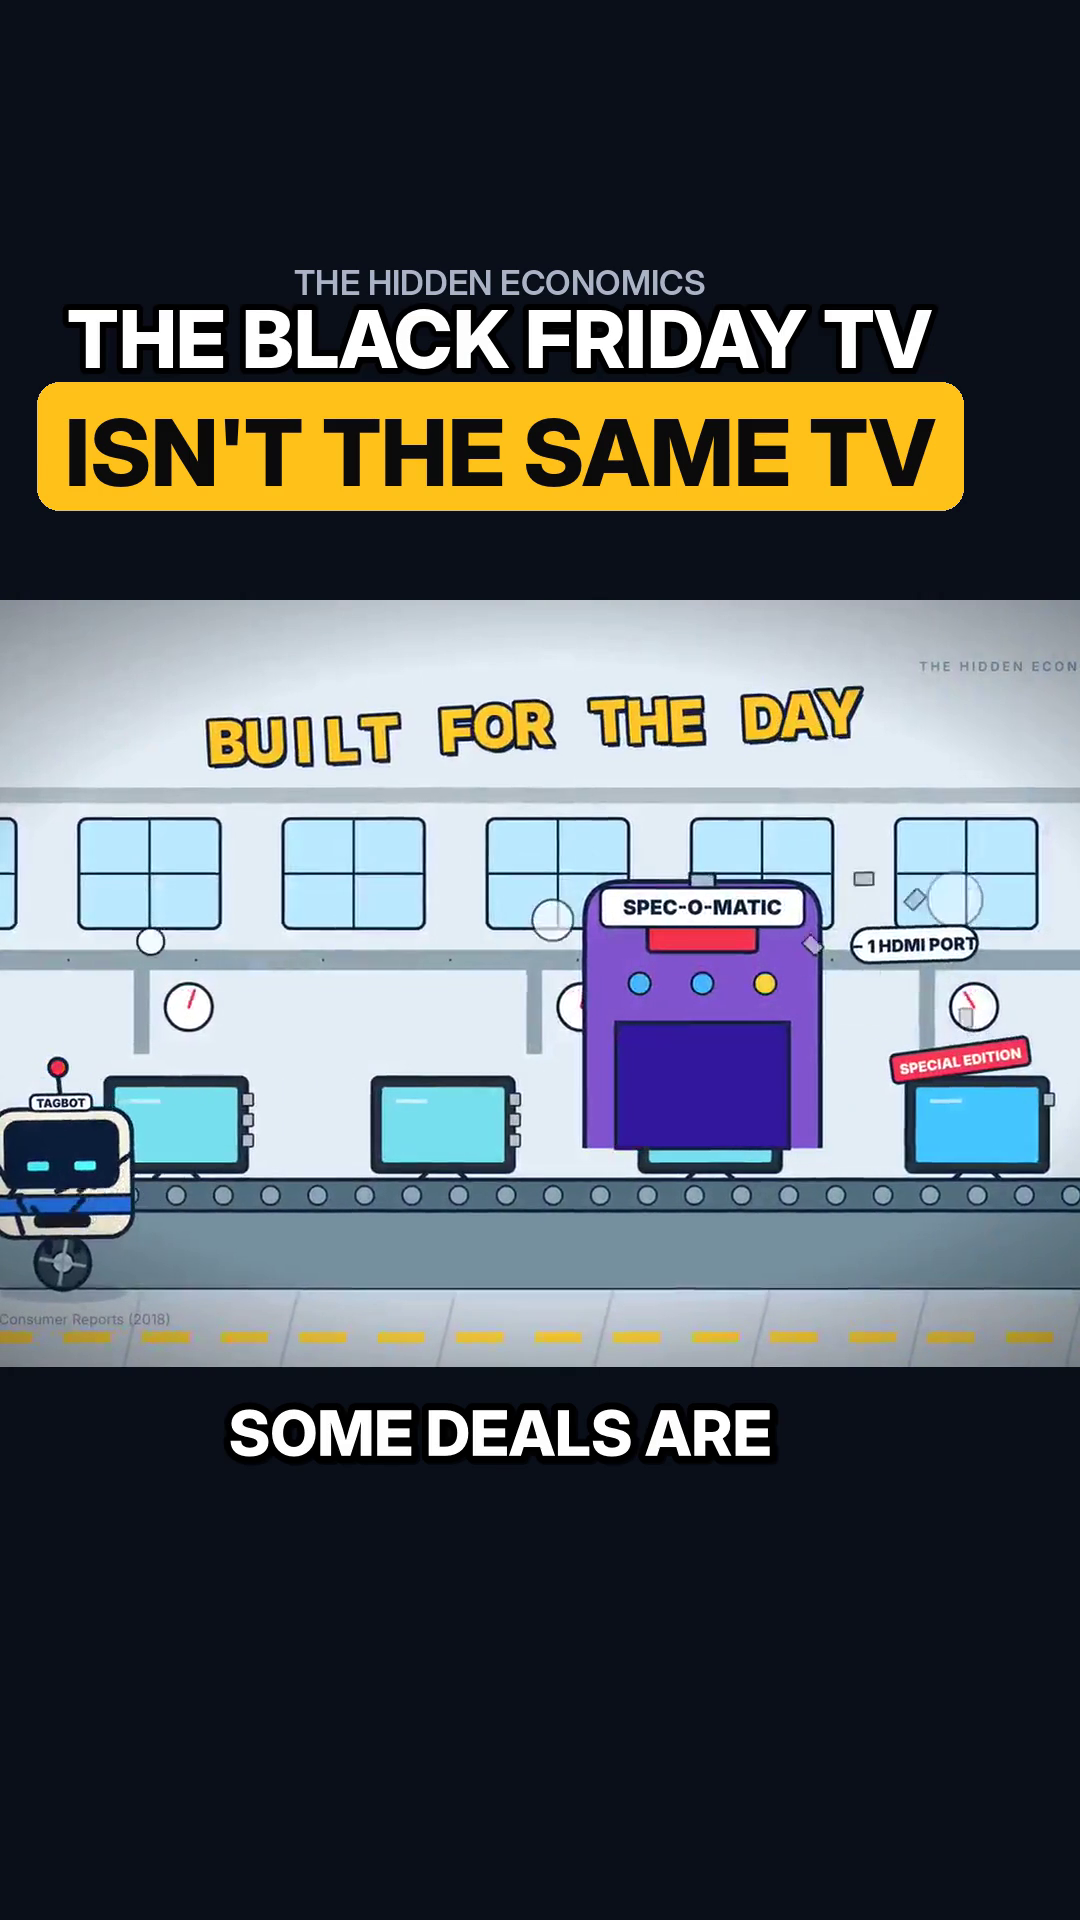 THE HIDDEN ECONOMICS
THE BLACK FRIDAY TV
ISN'T THE SAME TV
THE HIDDEN ECON
BUILT FOR THE DAY
SPEC-O-MATIC
- 1 HDMI PORT
SPECIAL EDITION
TAGBOT
Consumer Reports (2018)
SOME DEALS ARE